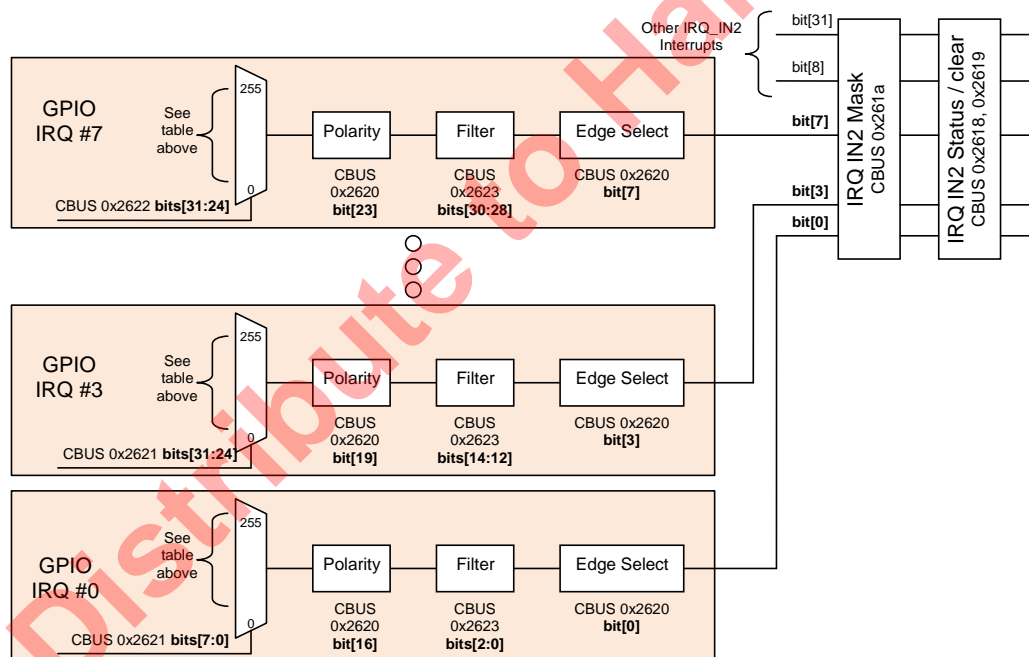 Other IRQ_IN2
Interrupts
bit[31]
bit[8]
bit[7]
bit[3]
bit[0]
IRQ IN2 Mask
CBUS 0x261a
IRQ IN2 Status / clear
CBUS 0x2618, 0x2619
GPIO
IRQ #7
See
table
above
255
0
CBUS 0x2622 bits[31:24]
Polarity
CBUS
0x2620
bit[23]
Filter
CBUS
0x2623
bits[30:28]
Edge Select
CBUS 0x2620
bit[7]
GPIO
IRQ #3
See
table
above
255
0
CBUS 0x2621 bits[31:24]
Polarity
CBUS
0x2620
bit[19]
Filter
CBUS
0x2623
bits[14:12]
Edge Select
CBUS 0x2620
bit[3]
GPIO
IRQ #0
See
table
above
255
0
CBUS 0x2621 bits[7:0]
Polarity
CBUS
0x2620
bit[16]
Filter
CBUS
0x2623
bits[2:0]
Edge Select
CBUS 0x2620
bit[0]
Distribute to Ha